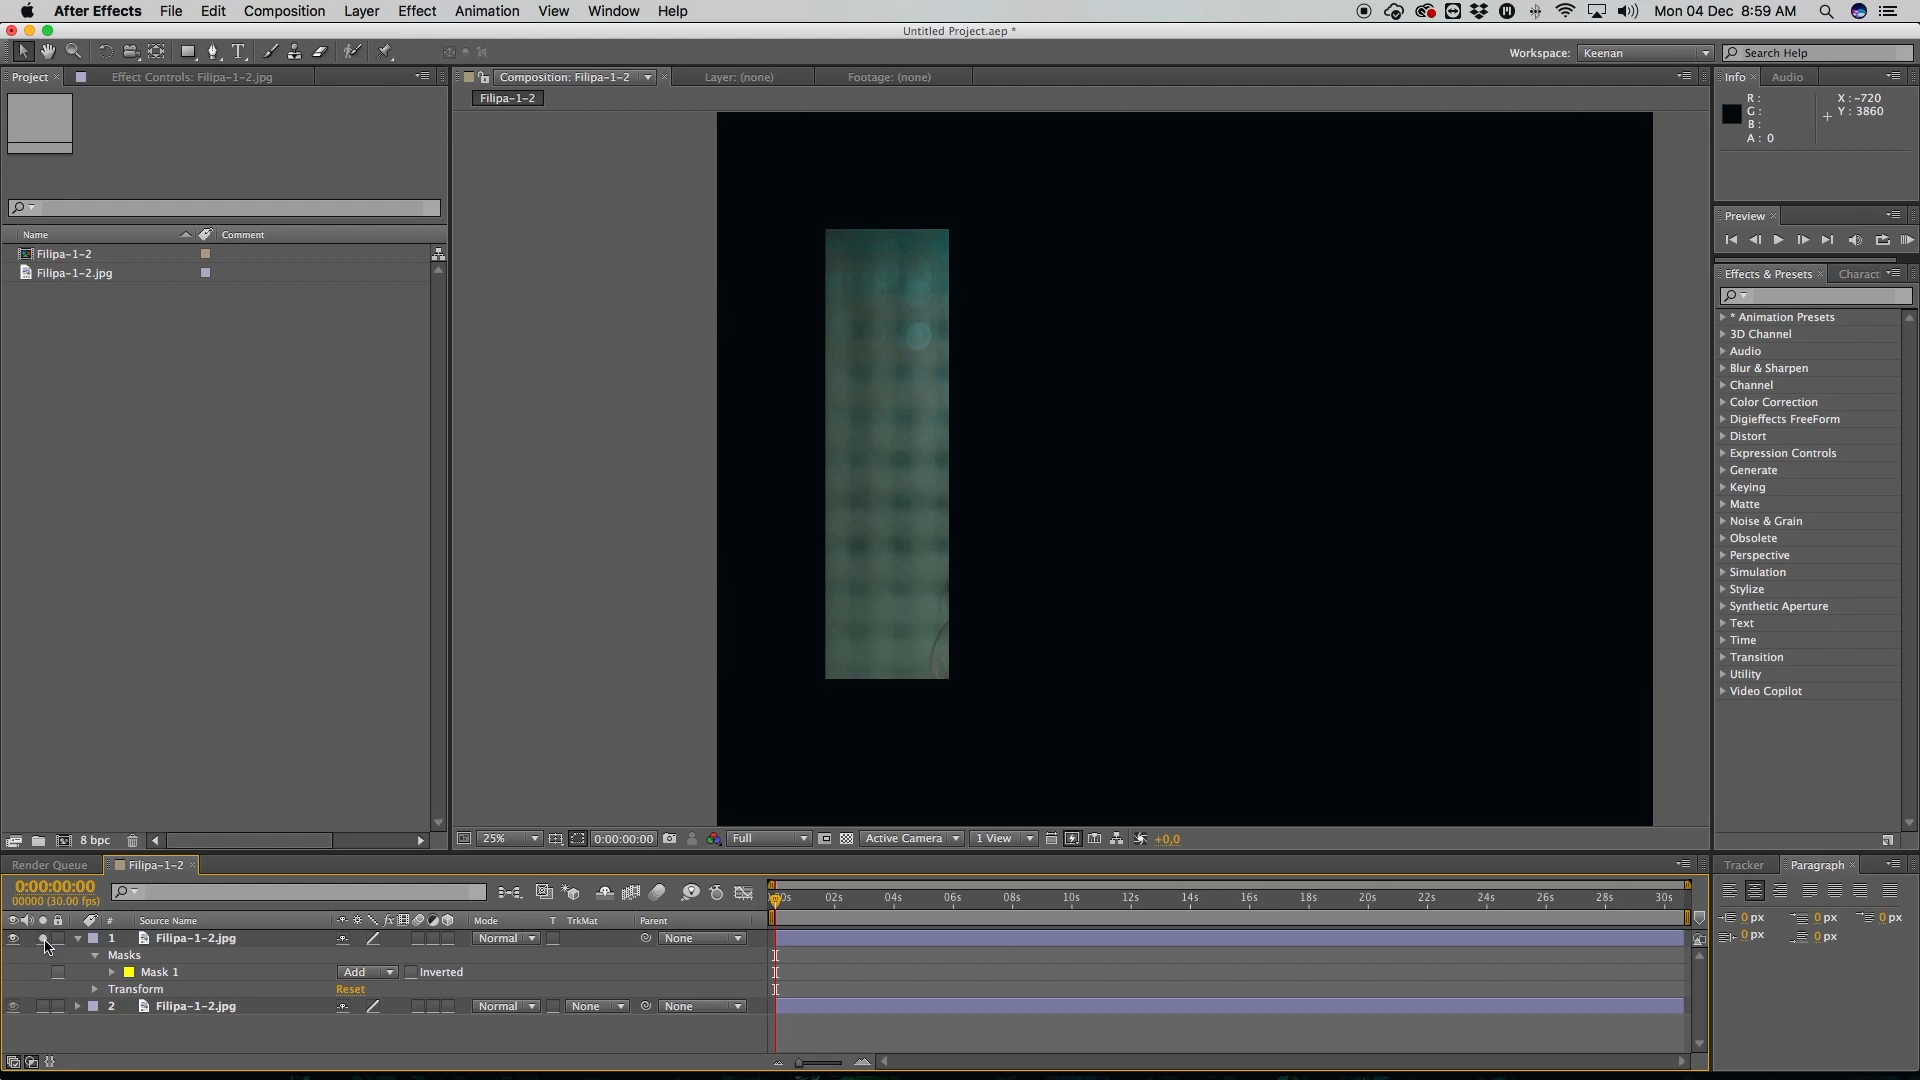 After Effects File Edit Composition Layer Effect Animation View Window Help Mon 04 Dec 8:59 AM
Untitled Project.aep *
Workspace: Keenan Search Help
Project Effect Controls: Filipa-1-2.jpg Composition: Filipa-1-2 Layer: (none) Footage: (none) Info Audio
Filipa-1-2
R :
G :
B :
A : 0
X : -720
Y : 3860
Preview
Name Comment
Filipa-1-2
Filipa-1-2.jpg
Effects & Presets Charact
* Animation Presets
3D Channel
Audio
Blur & Sharpen
Channel
Color Correction
Digieffects FreeForm
Distort
Expression Controls
Generate
Keying
Matte
Noise & Grain
Obsolete
Perspective
Simulation
Stylize
Synthetic Aperture
Text
Time
Transition
Utility
Video Copilot
8 bpc 25% 0:00:00:00 Full Active Camera 1 View +0,0
Render Queue Filipa-1-2 Tracker Paragraph
0:00:00:00
00000 (30.00 fps)
02s 04s 06s 08s 10s 12s 14s 16s 18s 20s 22s 24s 26s 28s 30s
0 px 0 px 0 px
0 px 0 px
# Source Name Mode T TrkMat Parent
1 Filipa-1-2.jpg Normal None
Masks
Mask 1 Add Inverted
Transform Reset
2 Filipa-1-2.jpg Normal None None